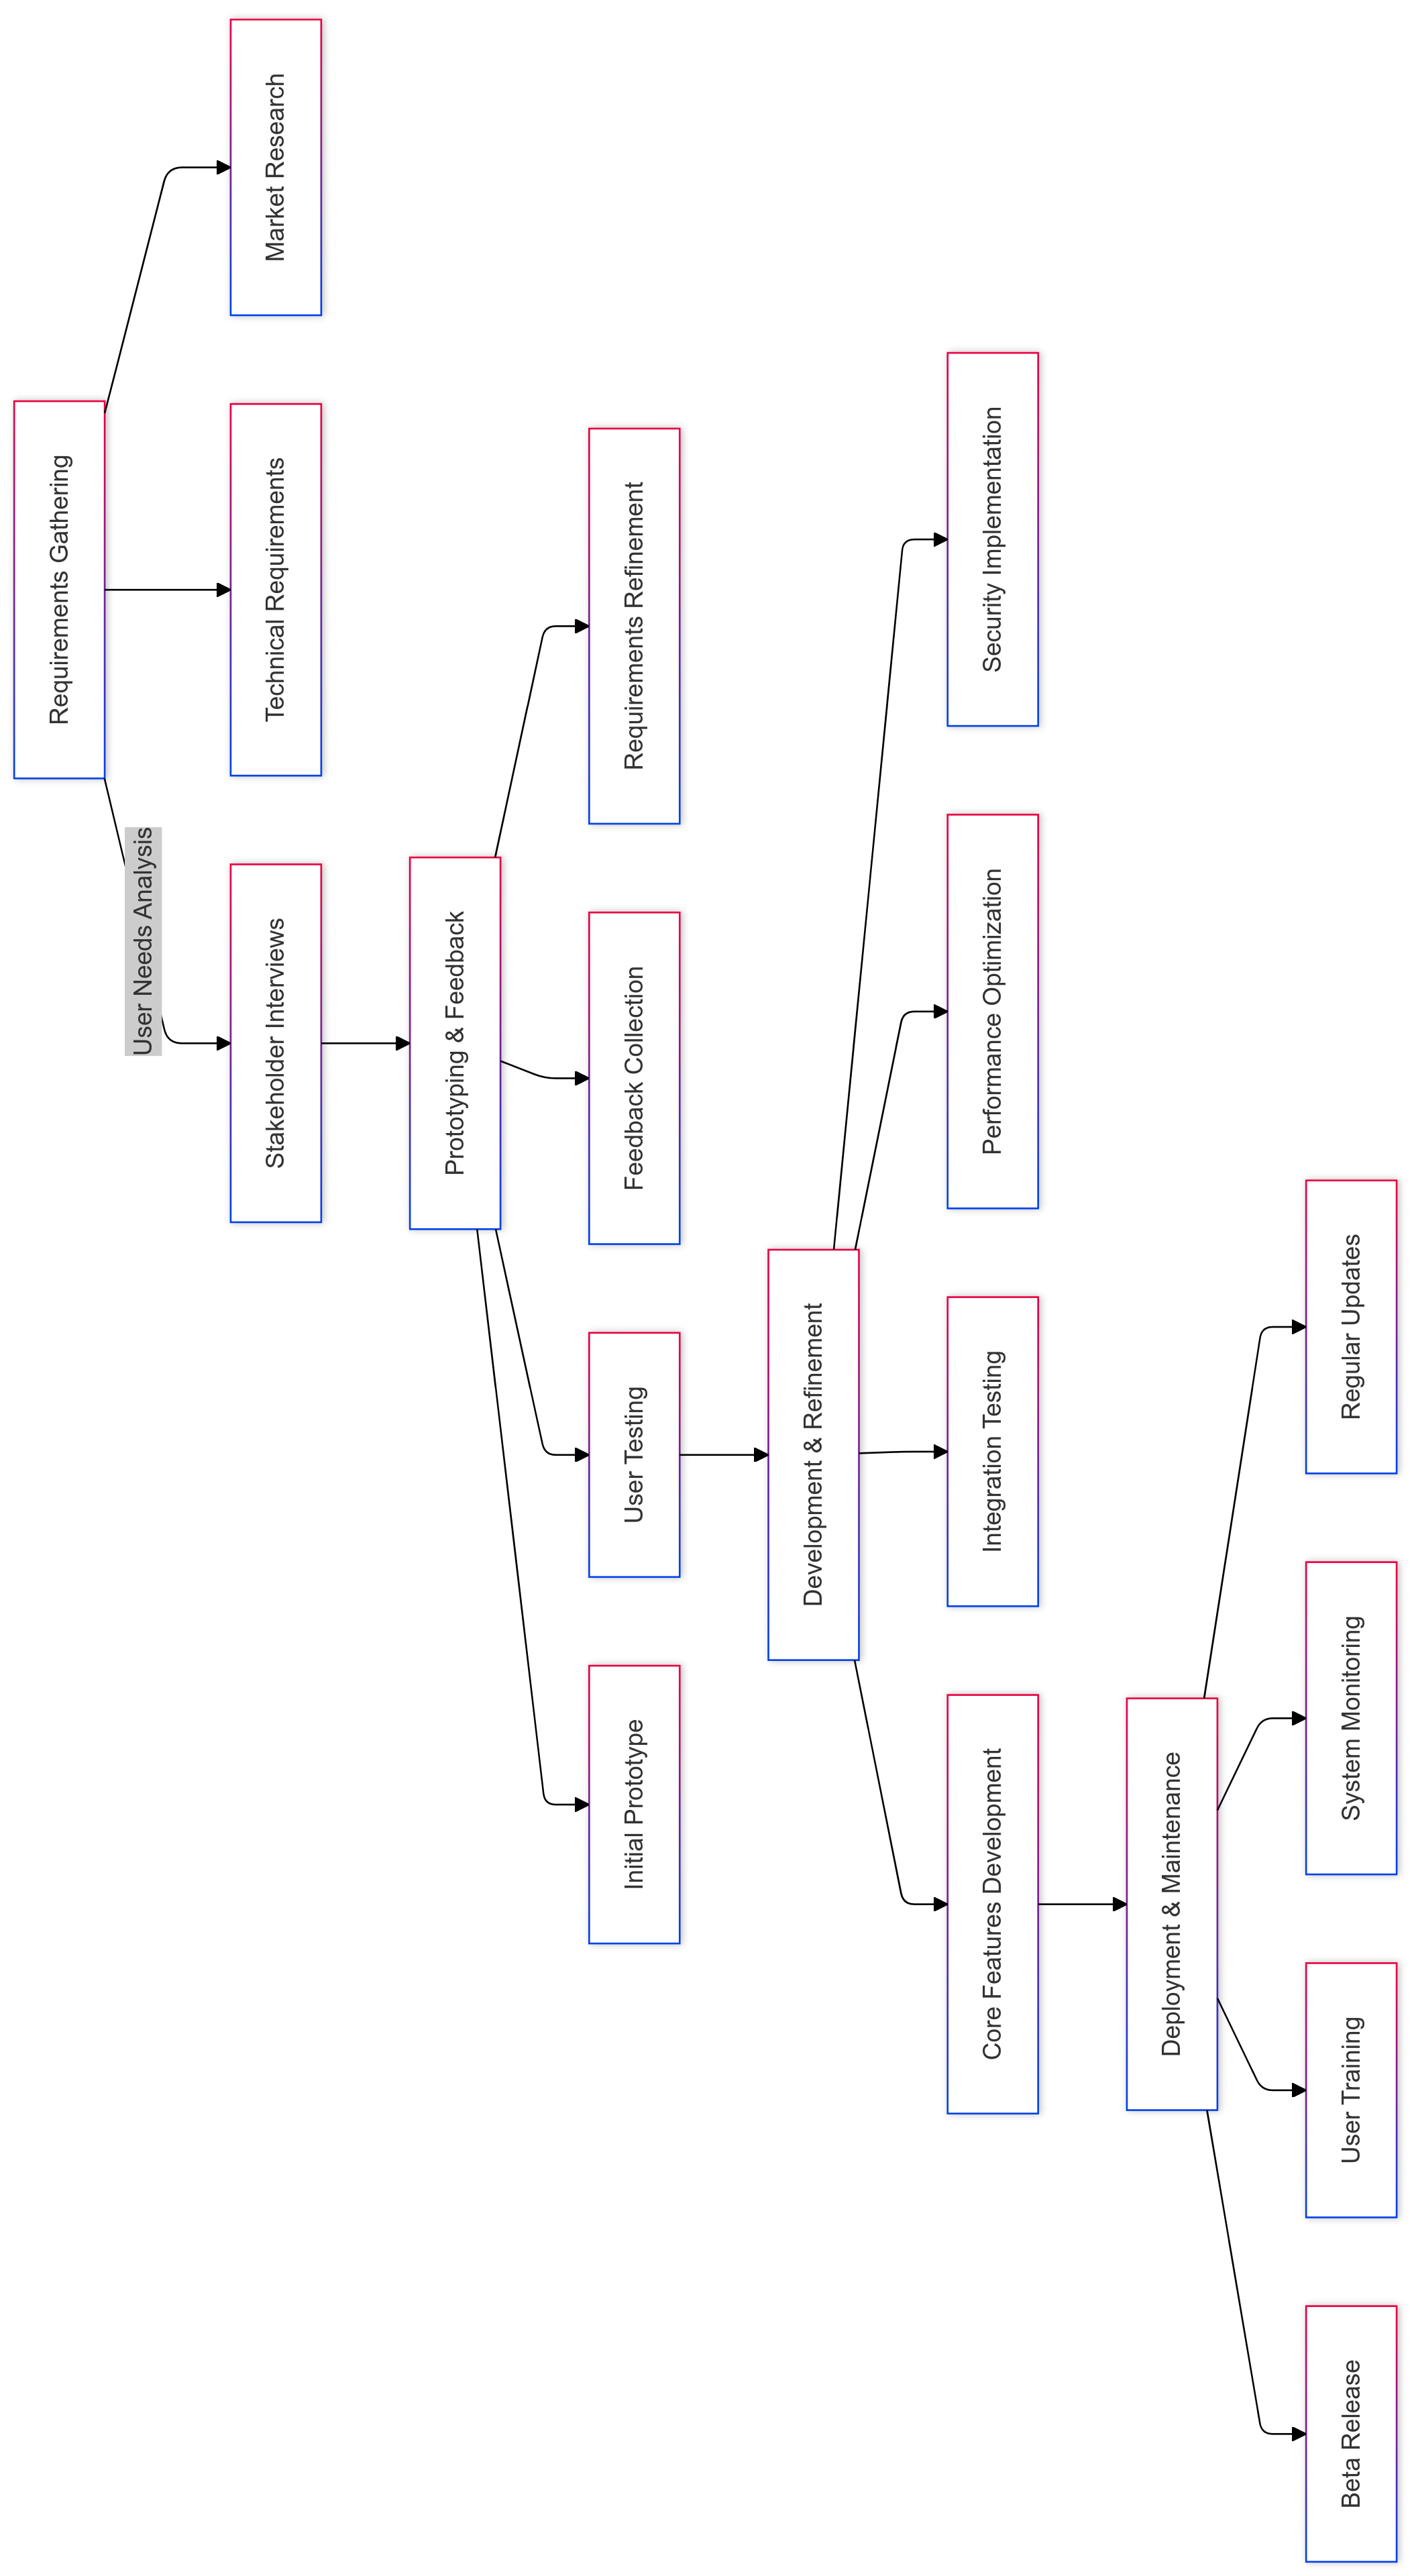 Requirements Gathering
User Needs Analysis
Stakeholder Interviews
Technical Requirements
Market Research
Prototyping & Feedback
Initial Prototype
User Testing
Feedback Collection
Requirements Refinement
Development & Refinement
Core Features Development
Integration Testing
Performance Optimization
Security Implementation
Deployment & Maintenance
Beta Release
User Training
System Monitoring
Regular Updates